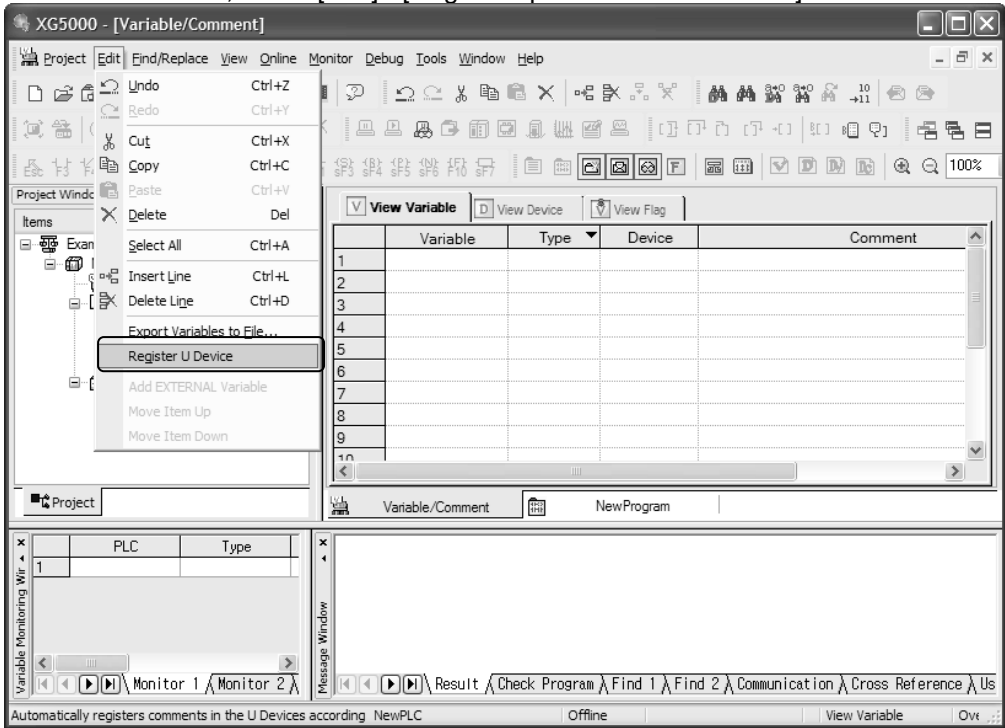 XG5000 - [Variable/Comment]
Project Edit Find/Replace View Online Monitor Debug Tools Window Help
Undo Ctrl+Z
Redo Ctrl+Y
Cut Ctrl+X
Copy Ctrl+C
Paste Ctrl+V
Delete Del
Select All Ctrl+A
Insert Line Ctrl+L
Delete Line Ctrl+D
Export Variables to File...
Register U Device
Add EXTERNAL Variable
Move Item Up
Move Item Down
100%
Project Windo
Items
Exam
Project
View Variable View Device View Flag
Variable Type Device Comment
1
2
3
4
5
6
7
8
9
10
Variable/Comment NewProgram
Variable Monitoring Wir
PLC Type
1
Monitor 1 Monitor 2
Message Window
Result Check Program Find 1 Find 2 Communication Cross Reference Us
Automatically registers comments in the U Devices according NewPLC Offline View Variable Ove